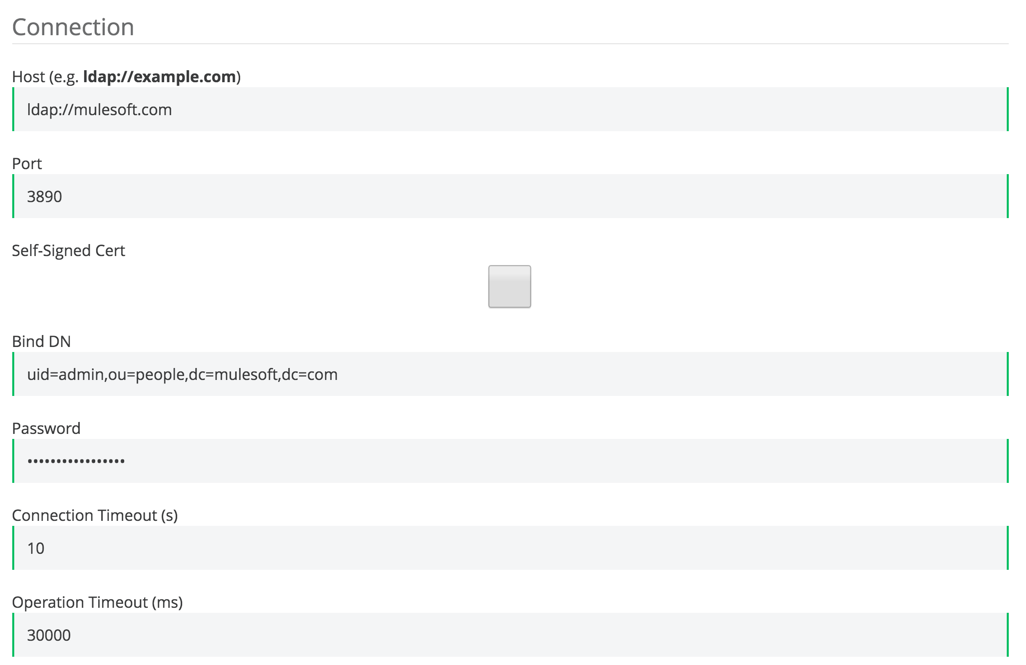 Connection
Host (e.g. ldap://example.com)
ldap://mulesoft.com
Port
3890
Self-Signed Cert
Bind DN
uid=admin,ou=people,dc=mulesoft,dc=com
Password
•••••••••••••••••
Connection Timeout (s)
10
Operation Timeout (ms)
30000